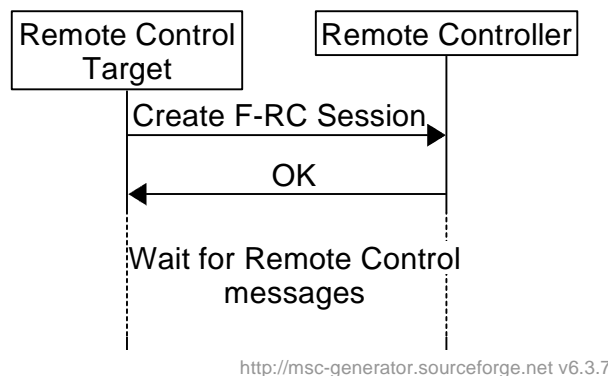 Remote Control
Target
Remote Controller
Create F-RC Session
OK
Wait for Remote Control
messages
http://msc-generator.sourceforge.net v6.3.7